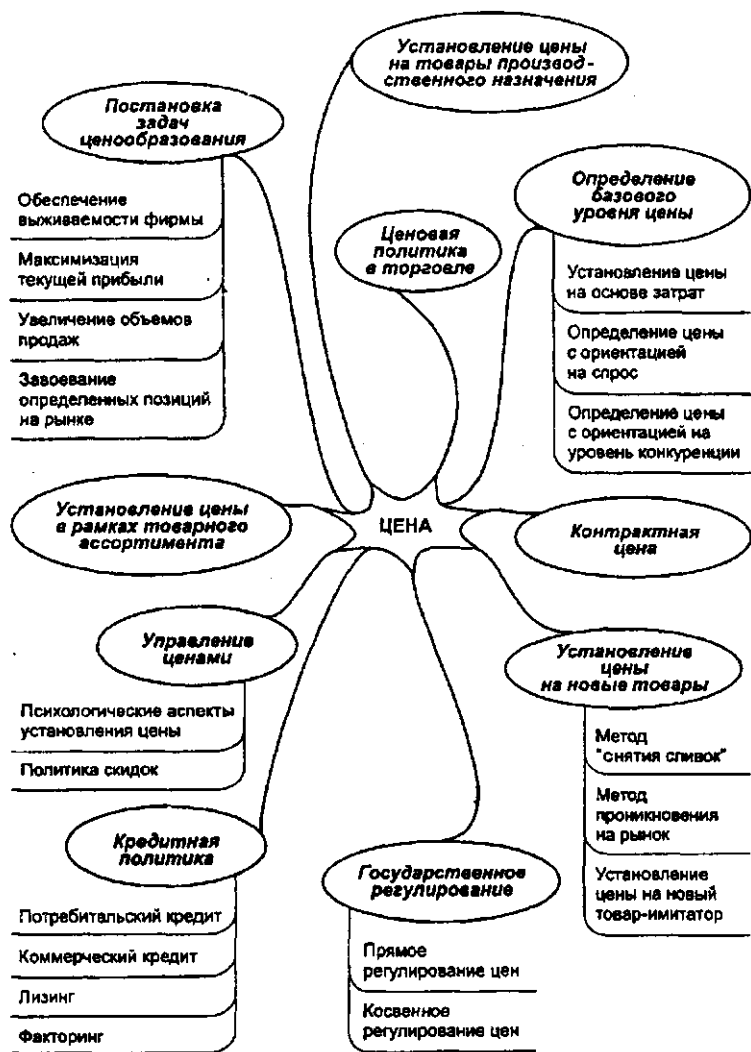 Установление цены
на товары производ-
ственного назначения
Постановка
задач
ценообразования
Обеспечение
выживаемости фирмы
Максимизация
текущей прибыли
Увеличение объемов
продаж
Завоевание
определенных позиций
на рынке
Ценовая
политика
в торговле
Определение
базового
уровня цены
Установление цены
на основе затрат
Определение цены
с ориентацией
на спрос
Определение цены
с ориентацией на
уровень конкуренции
Установление цены
в рамках товарного
ассортимента
ЦЕНА
Контрактная
цена
Управление
ценами
Психологические аспекты
установления цены
Политика скидок
Установление
цены
на новые товары
Метод
"снятия сливок"
Метод
проникновения
на рынок
Установление
цены на новый
товар-имитатор
Кредитная
политика
Потребительский кредит
Коммерческий кредит
Лизинг
Факторинг
Государственное
регулирование
Прямое
регулирование цен
Косвенное
регулирование цен